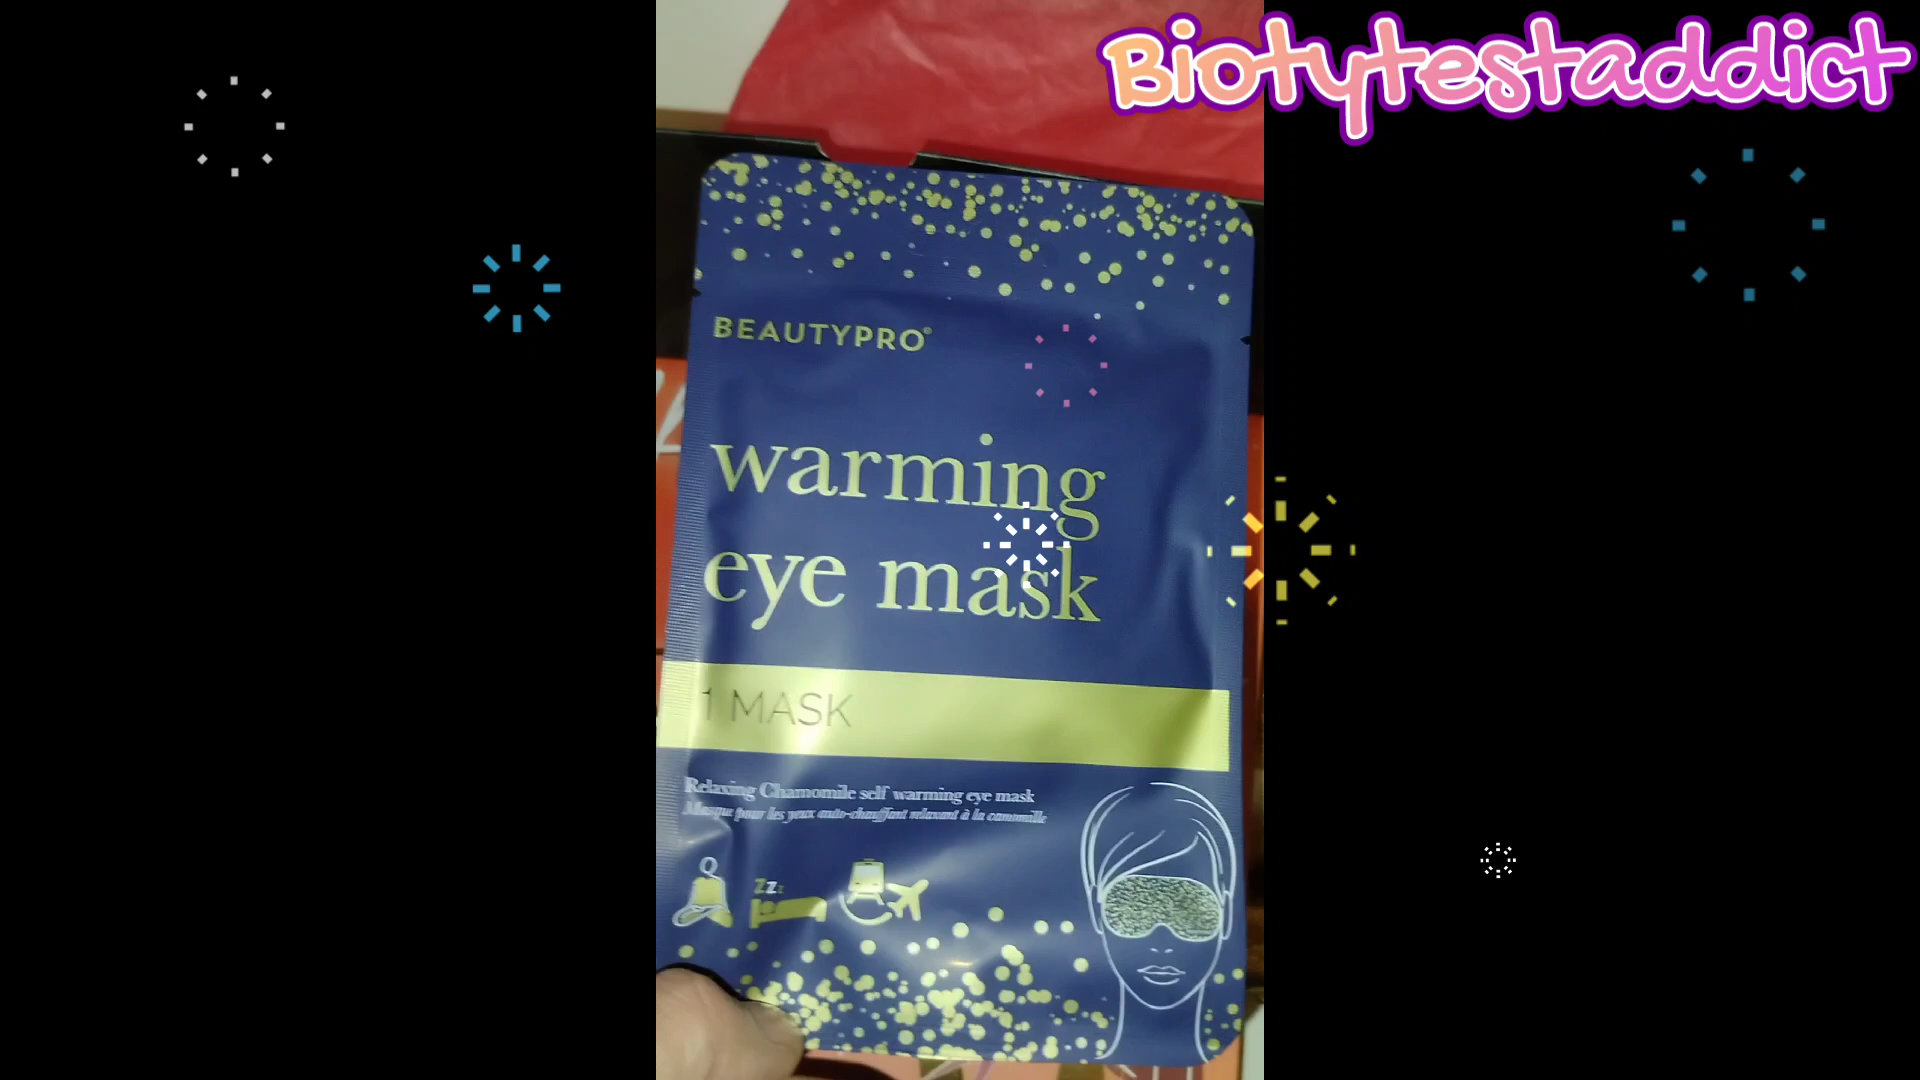 Biotytestaddict
BEAUTYPRO®
warming
eye mask
1 MASK
Relaxing Chamomile self warming eye mask
Masque pour les yeux auto-chauffant relaxant à la camomille
zzz